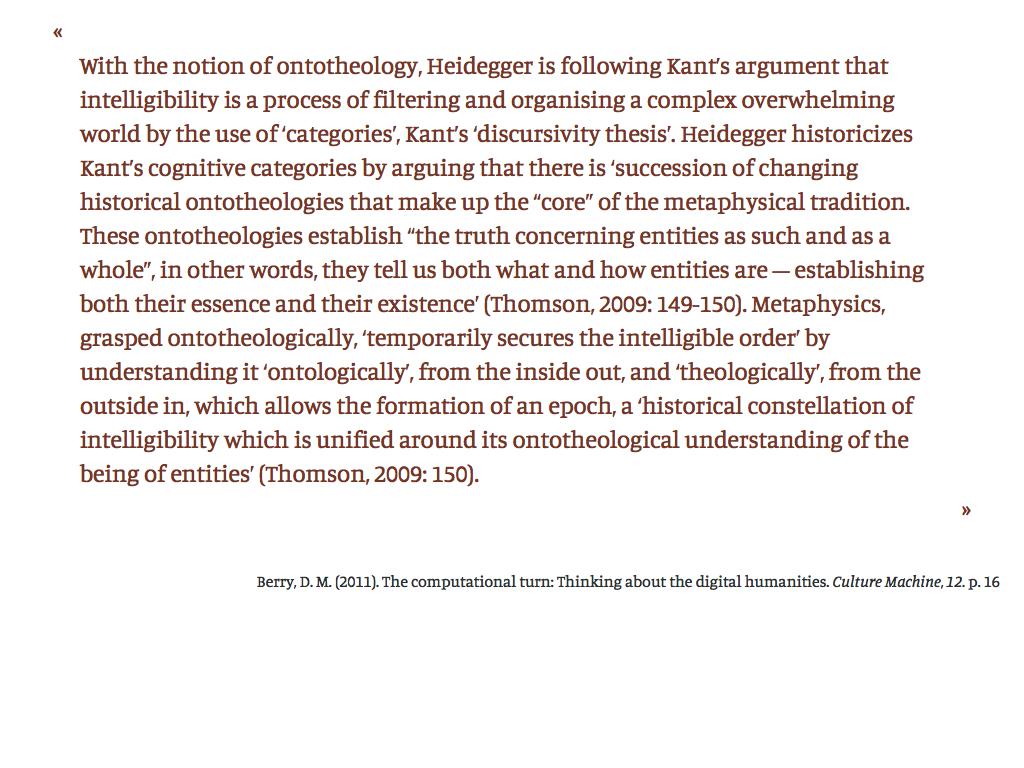 «
With the notion of ontotheology, Heidegger is following Kant’s argument that
intelligibility is a process of filtering and organising a complex overwhelming
world by the use of ‘categories’, Kant’s ‘discursivity thesis’. Heidegger historicizes
Kant’s cognitive categories by arguing that there is ‘succession of changing
historical ontotheologies that make up the “core” of the metaphysical tradition.
These ontotheologies establish “the truth concerning entities as such and as a
whole”, in other words, they tell us both what and how entities are — establishing
both their essence and their existence’ (Thomson, 2009: 149-150). Metaphysics,
grasped ontotheologically, ‘temporarily secures the intelligible order’ by
understanding it ‘ontologically’, from the inside out, and ‘theologically’, from the
outside in, which allows the formation of an epoch, a ‘historical constellation of
intelligibility which is unified around its ontotheological understanding of the
being of entities’ (Thomson, 2009: 150).
»
Berry, D. M. (2011). The computational turn: Thinking about the digital humanities. Culture Machine, 12. p. 16